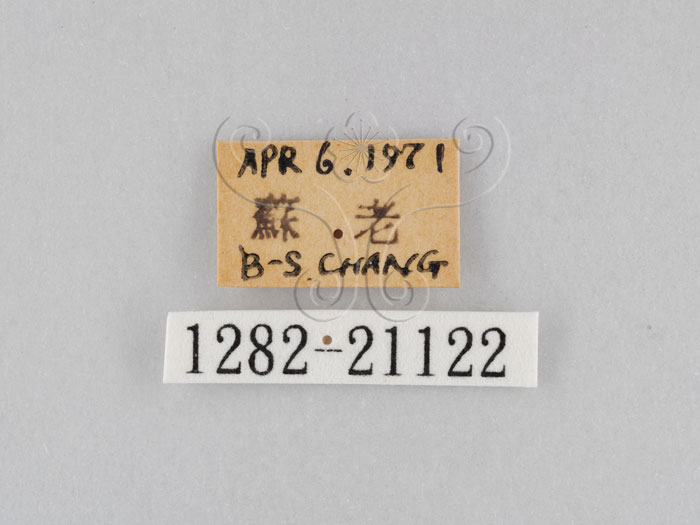 APR 6. 1971
蘇 老
B-S. CHANG
1282-21122